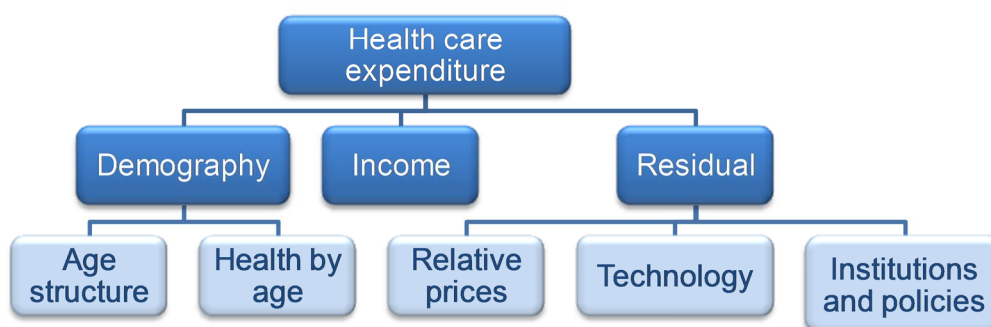 Health care
expenditure
Demography
Income
Residual
Age
structure
Health by
age
Relative
prices
Technology
Institutions
and policies